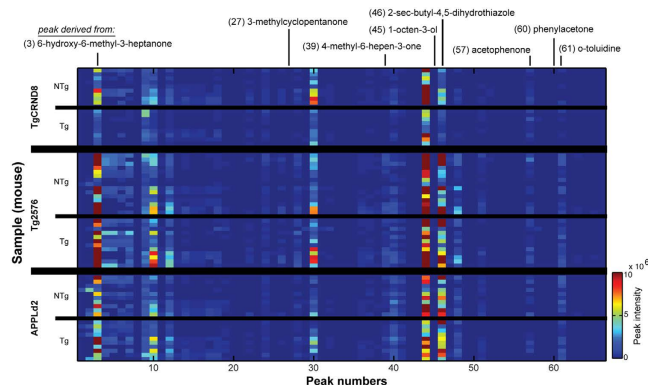 (46) 2-sec-butyl-4,5-dihydrothiazole
peak derived from:
(27) 3-methylcyclopentanone
(45) 1-octen-3-ol
(60) phenylacetone
(3) 6-hydroxy-6-methyl-3-heptanone
(39) 4-methyl-6-hepen-3-one
(57) acetophenone
(61) o-toluidine
Sample (mouse)
TgCRND8
NTg
Tg
Tg2576
NTg
Tg
APPLd2
NTg
Tg
x 10^6
10
5
0
Peak intensity
10
20
30
40
50
60
Peak numbers